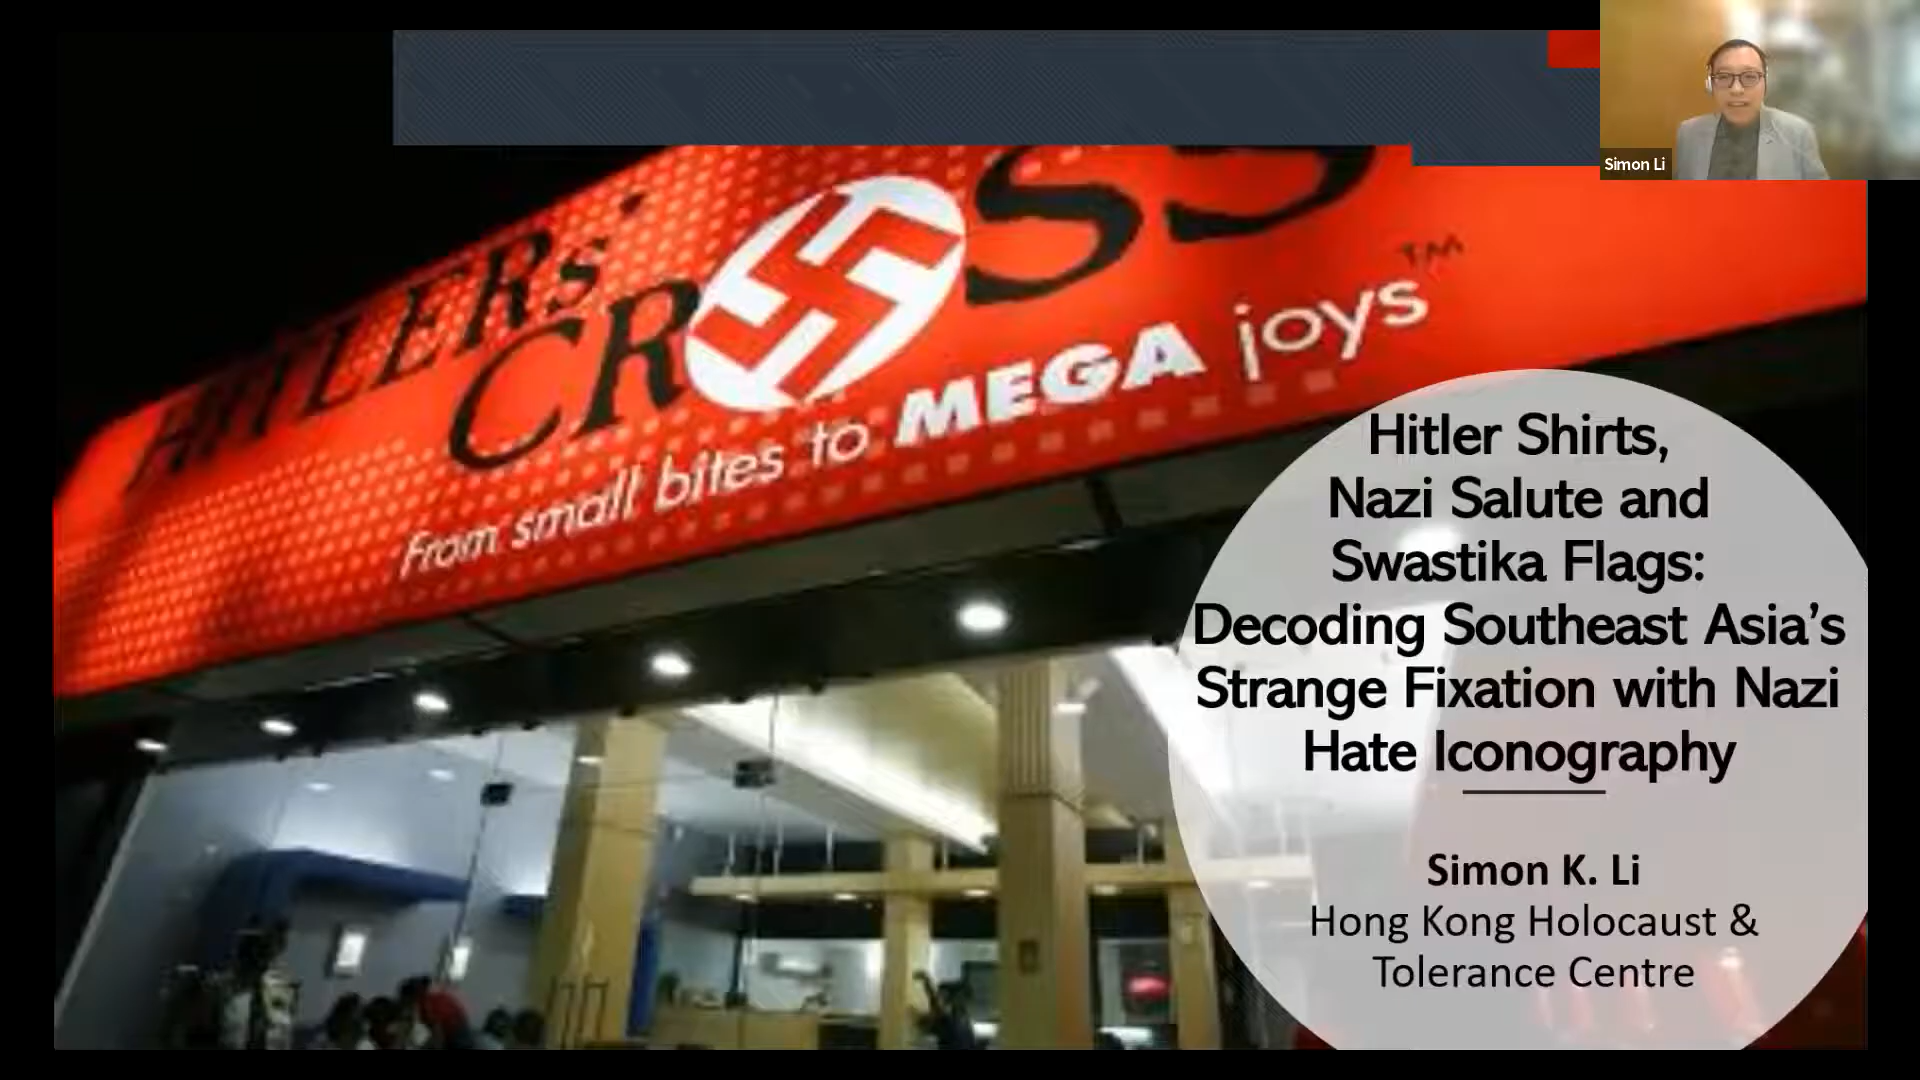 Simon Li
HITLERs
CROSS
TM
From small bites to MEGA joys
Hitler Shirts,
Nazi Salute and
Swastika Flags:
Decoding Southeast Asia’s
Strange Fixation with Nazi
Hate Iconography
Simon K. Li
Hong Kong Holocaust &
Tolerance Centre